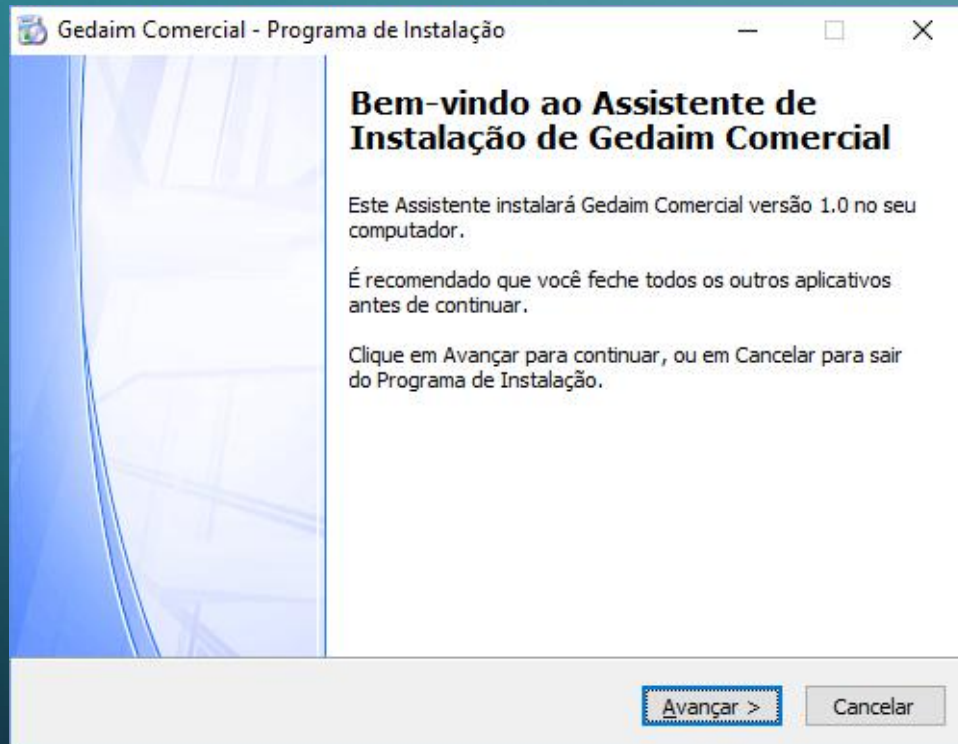 Gedaim Comercial - Programa de Instalação
Bem-vindo ao Assistente de
Instalação de Gedaim Comercial
Este Assistente instalará Gedaim Comercial versão 1.0 no seu
computador.
É recomendado que você feche todos os outros aplicativos
antes de continuar.
Clique em Avançar para continuar, ou em Cancelar para sair
do Programa de Instalação.
Avançar >
Cancelar